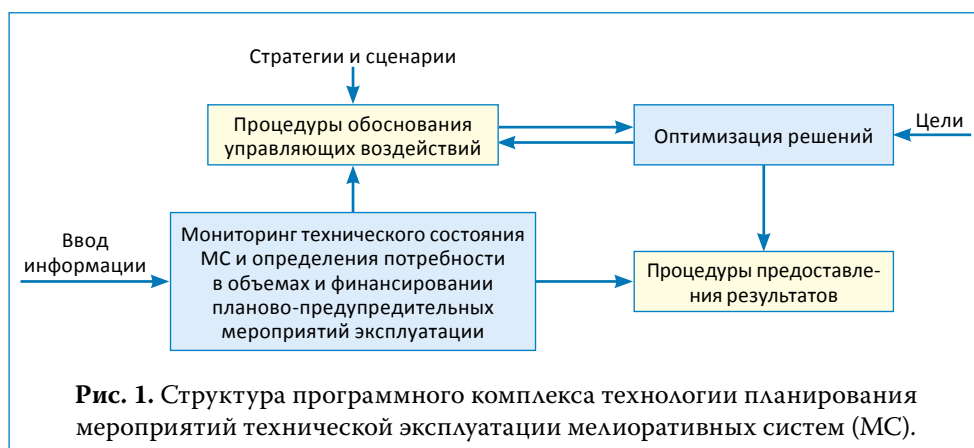 Стратегии и сценарии
Процедуры обоснования
управляющих воздействий
Оптимизация решений
Цели
Ввод
информации
Мониторинг технического состояния
МС и определения потребности
в объемах и финансировании
планово-предупредительных
мероприятий эксплуатации
Процедуры предоставле-
ния результатов
Рис. 1. Структура программного комплекса технологии планирования
мероприятий технической эксплуатации мелиоративных систем (МС).